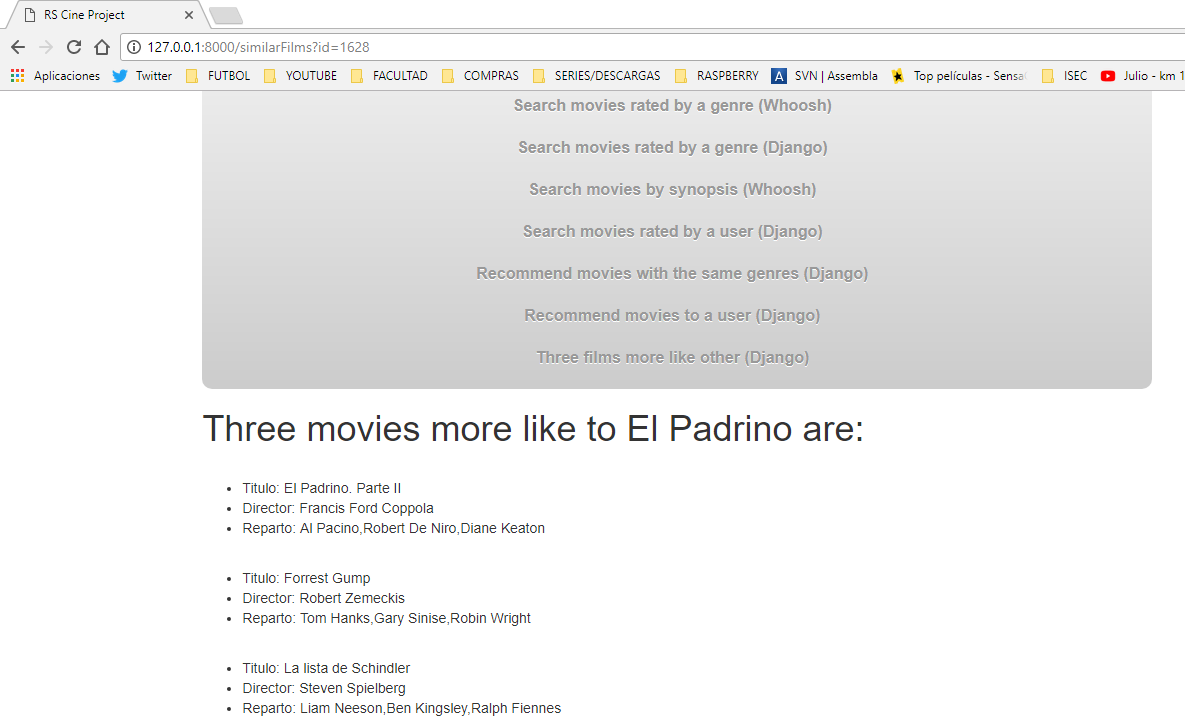 RS Cine Project
127.0.0.1:8000/similarFilms?id=1628
Aplicaciones Twitter FUTBOL YOUTUBE FACULTAD COMPRAS SERIES/DESCARGAS RASPBERRY A SVN | Assembla Top películas - Sensa ISEC Julio - km 1
Search movies rated by a genre (Whoosh)
Search movies rated by a genre (Django)
Search movies by synopsis (Whoosh)
Search movies rated by a user (Django)
Recommend movies with the same genres (Django)
Recommend movies to a user (Django)
Three films more like other (Django)
Three movies more like to El Padrino are:
Titulo: El Padrino. Parte II
Director: Francis Ford Coppola
Reparto: Al Pacino,Robert De Niro,Diane Keaton
Titulo: Forrest Gump
Director: Robert Zemeckis
Reparto: Tom Hanks,Gary Sinise,Robin Wright
Titulo: La lista de Schindler
Director: Steven Spielberg
Reparto: Liam Neeson,Ben Kingsley,Ralph Fiennes